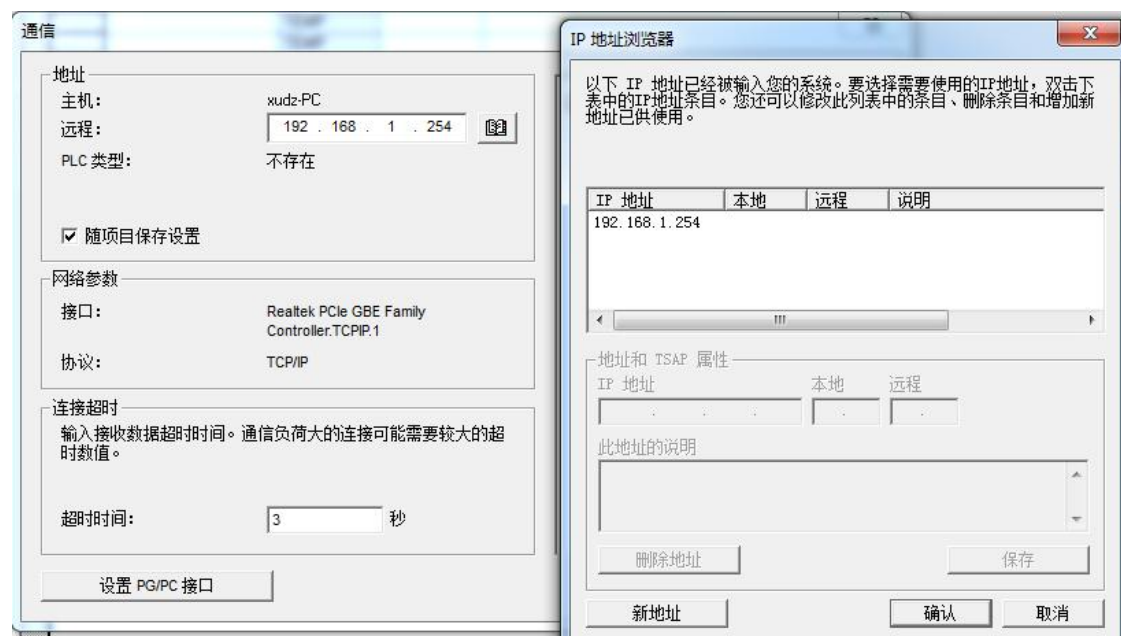 通信
地址
主机：
xudz-PC
远程：
192 . 168 . 1 . 254
PLC 类型：
不存在
随项目保存设置
网络参数
接口：
Realtek PCIe GBE Family
Controller.TCPIP.1
协议：
TCP/IP
连接超时
输入接收数据超时时间。通信负荷大的连接可能需要较大的超
时数值。
超时时间：
3
秒
设置 PG/PC 接口
IP 地址浏览器
以下 IP 地址已经被输入您的系统。要选择需要使用的IP地址，双击下
表中的IP地址条目。您还可以修改此列表中的条目、删除条目和增加新
地址已供使用。
IP 地址 本地 远程 说明
192.168.1.254
地址和 TSAP 属性
IP 地址 本地 远程
此地址的说明
删除地址 保存
新地址 确认 取消